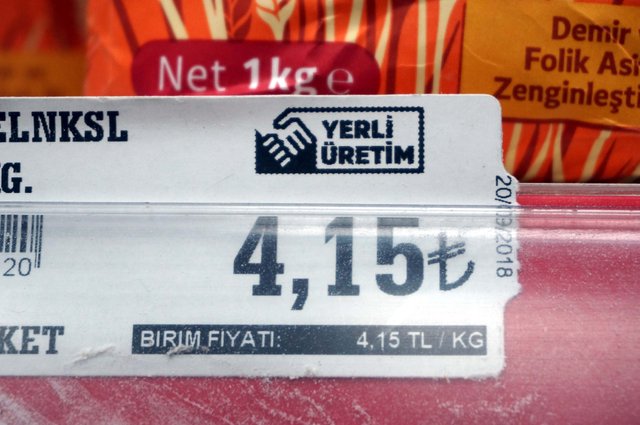 Net 1kg e
Demir
Folik Asi
Zenginleşti
ELNKSL
G.
YERLİ
ÜRETİM
4,15 ₺
20/09/2018
20
KET
BIRIM FIYATI: 4,15 TL / KG